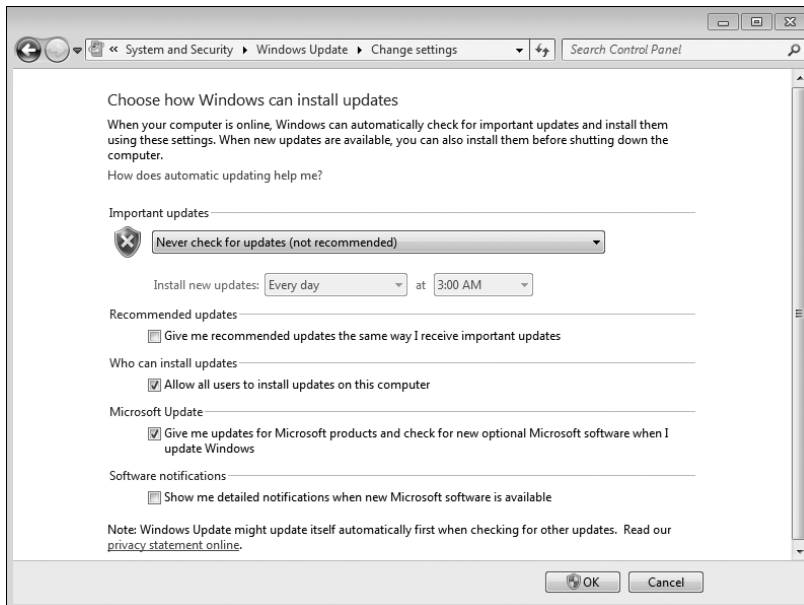 « System and Security ▸ Windows Update ▸ Change settings
Search Control Panel
Choose how Windows can install updates
When your computer is online, Windows can automatically check for important updates and install them
using these settings. When new updates are available, you can also install them before shutting down the
computer.
How does automatic updating help me?
Important updates
Never check for updates (not recommended)
Install new updates: Every day at 3:00 AM
Recommended updates
Give me recommended updates the same way I receive important updates
Who can install updates
Allow all users to install updates on this computer
Microsoft Update
Give me updates for Microsoft products and check for new optional Microsoft software when I
update Windows
Software notifications
Show me detailed notifications when new Microsoft software is available
Note: Windows Update might update itself automatically first when checking for other updates. Read our
privacy statement online.
OK Cancel